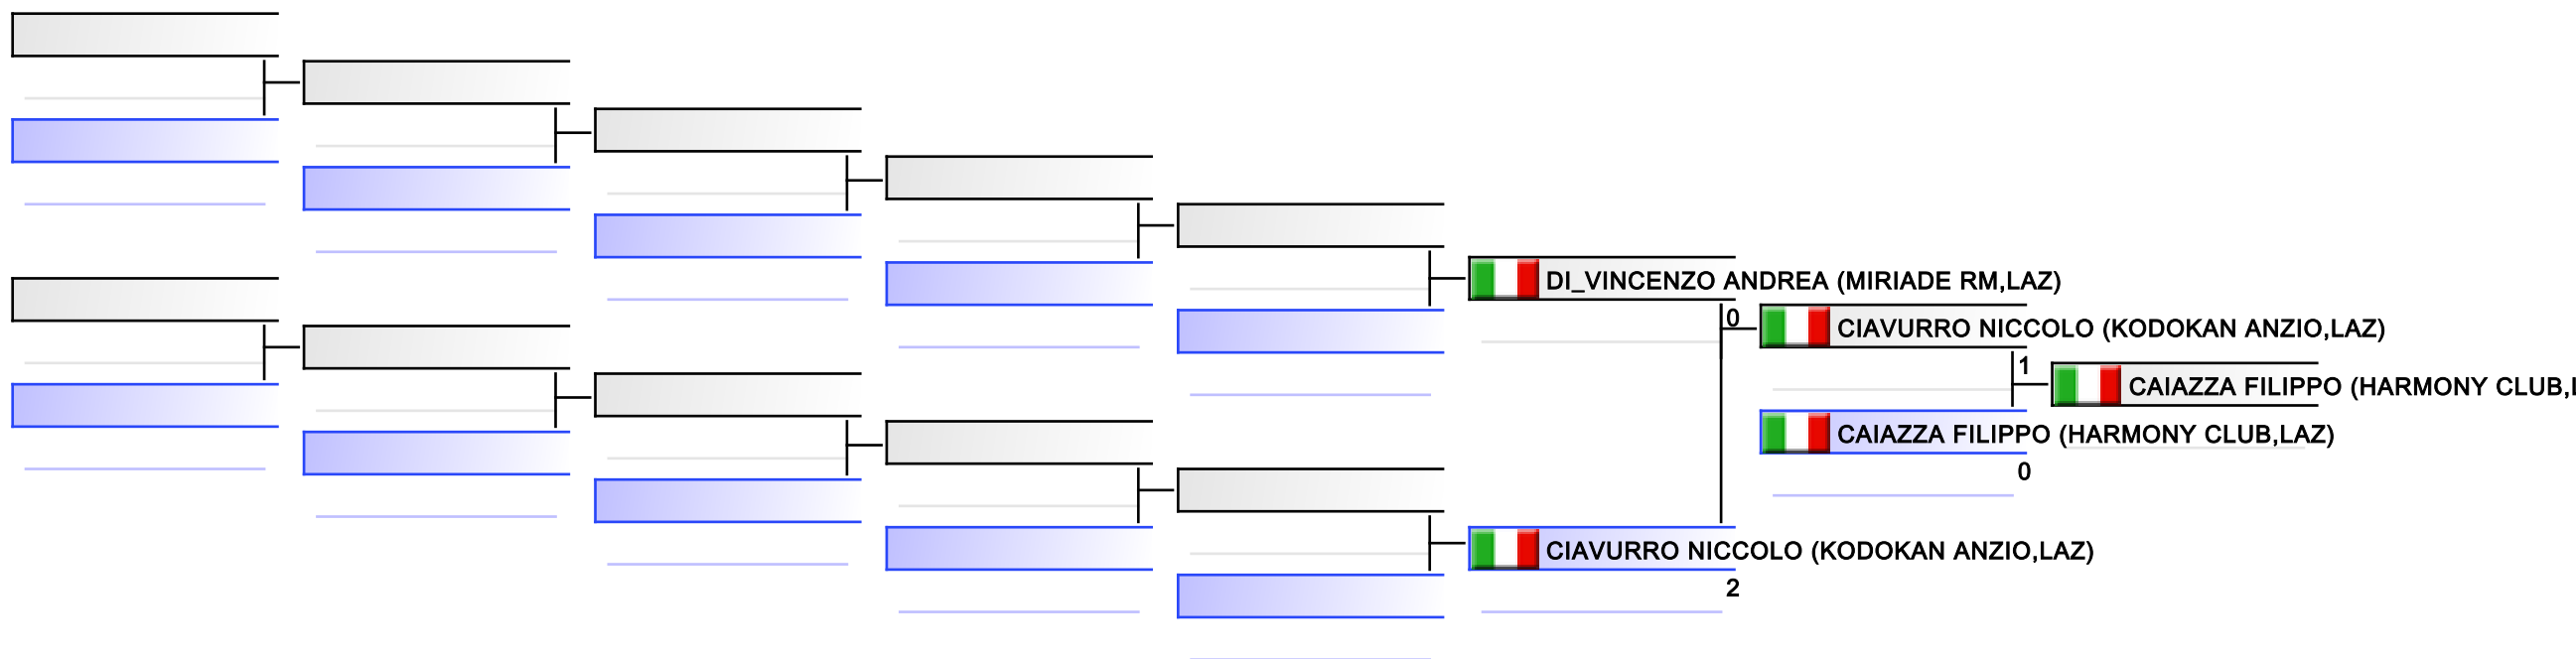 DI_VINCENZO ANDREA (MIRIADE RM,LAZ)
0
CIAVURRO NICCOLO (KODOKAN ANZIO,LAZ)
1
CAIAZZA FILIPPO (HARMONY CLUB,
CAIAZZA FILIPPO (HARMONY CLUB,LAZ)
0
CIAVURRO NICCOLO (KODOKAN ANZIO,LAZ)
2